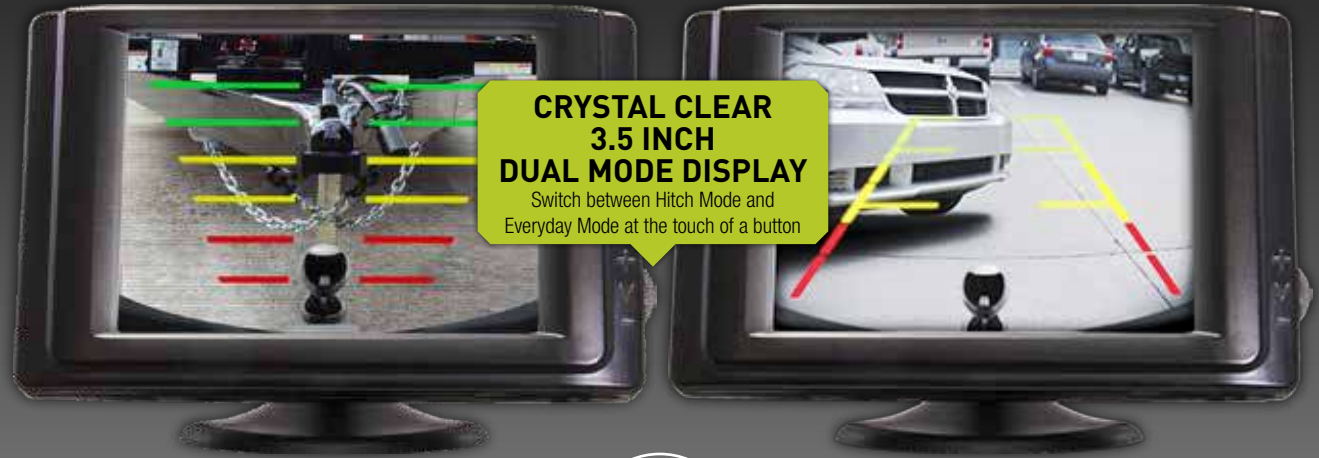 CRYSTAL CLEAR
3.5 INCH
DUAL MODE DISPLAY
Switch between Hitch Mode and
Everyday Mode at the touch of a button